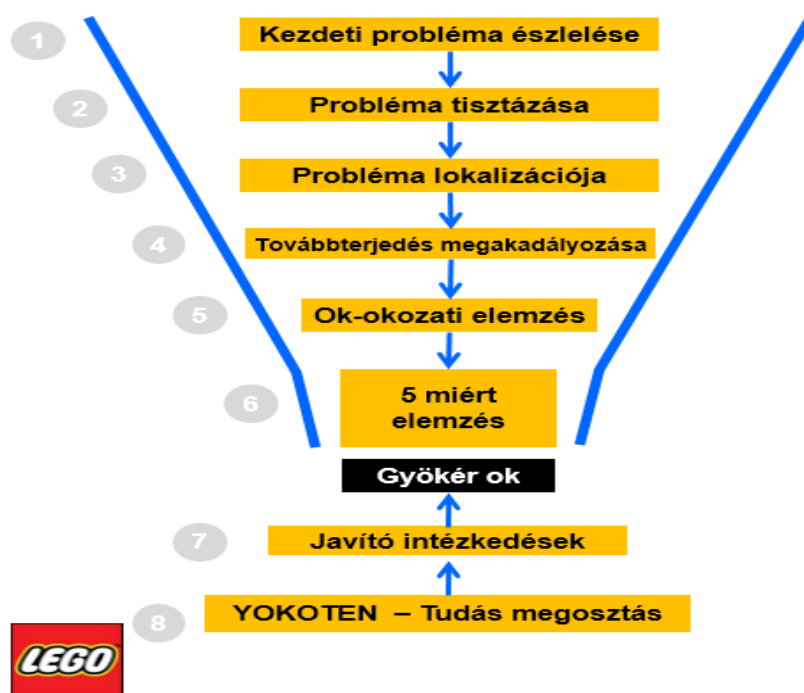 1 Kezdeti probléma észlelése
2 Probléma tisztázása
3 Probléma lokalizációja
4 Továbbterjedés megakadályozása
5 Ok-okozati elemzés
6 5 miért
elemzés
Gyökér ok
7 Javító intézkedések
8 YOKOTEN – Tudás megosztás
LEGO